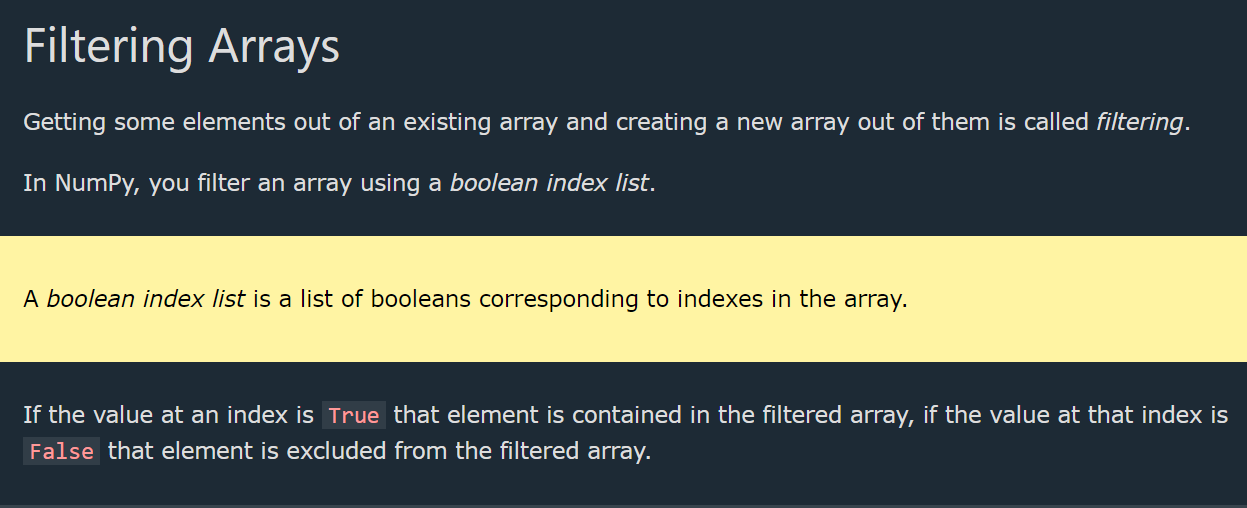 Filtering Arrays
Getting some elements out of an existing array and creating a new array out of them is called filtering.
In NumPy, you filter an array using a boolean index list.
A boolean index list is a list of booleans corresponding to indexes in the array.
If the value at an index is True that element is contained in the filtered array, if the value at that index is
False that element is excluded from the filtered array.